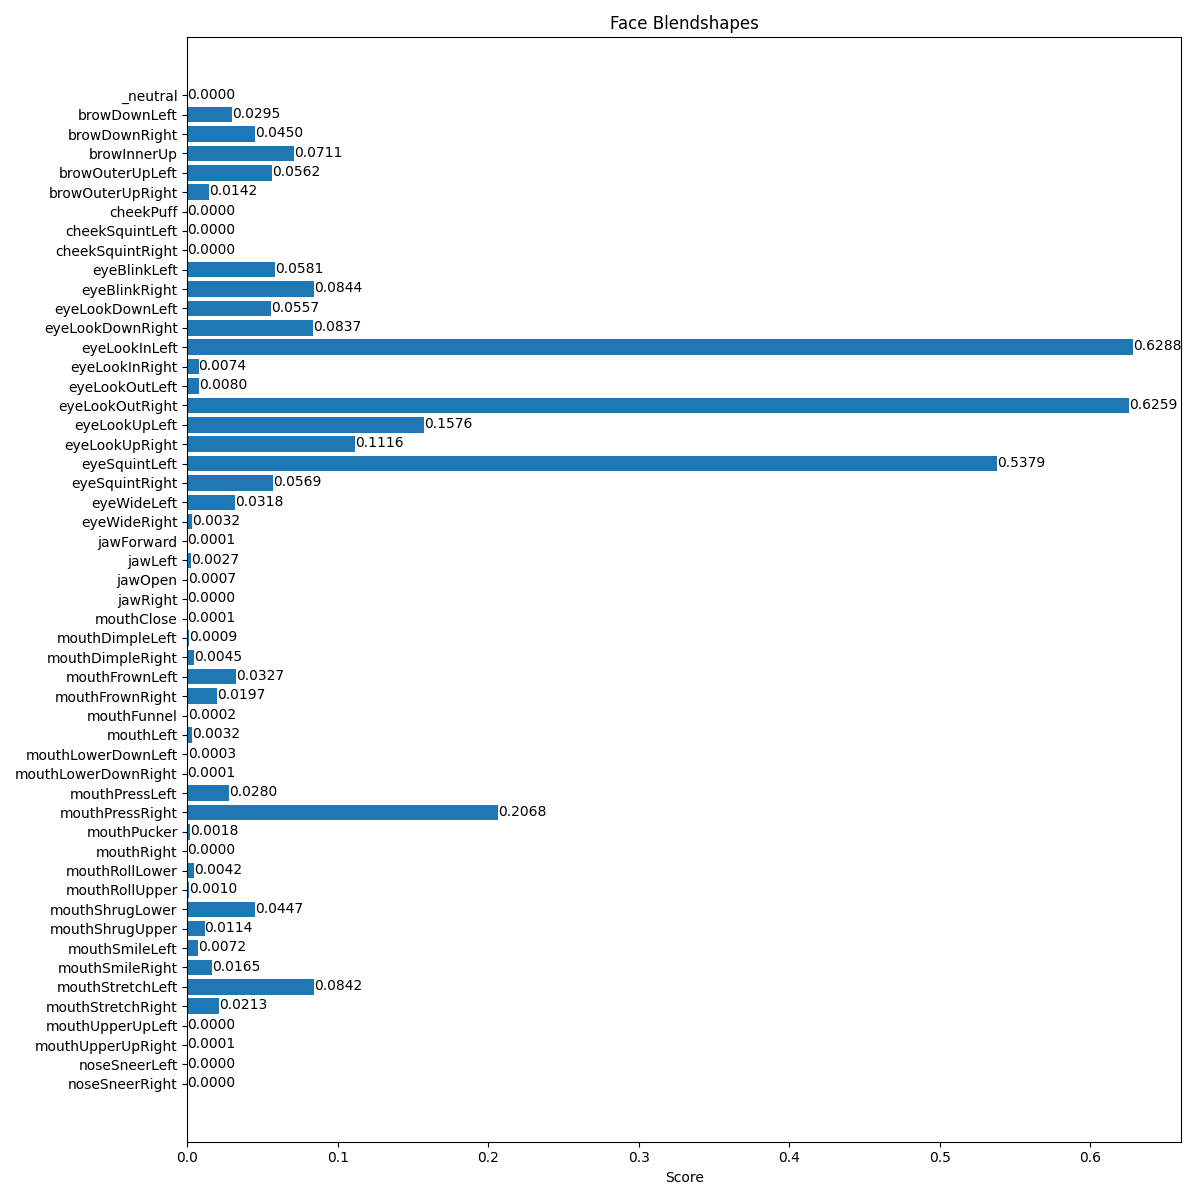 Face Blendshapes
_neutral 0.0000
browDownLeft 0.0295
browDownRight 0.0450
browInnerUp 0.0711
browOuterUpLeft 0.0562
browOuterUpRight 0.0142
cheekPuff 0.0000
cheekSquintLeft 0.0000
cheekSquintRight 0.0000
eyeBlinkLeft 0.0581
eyeBlinkRight 0.0844
eyeLookDownLeft 0.0557
eyeLookDownRight 0.0837
eyeLookInLeft 0.6288
eyeLookInRight 0.0074
eyeLookOutLeft 0.0080
eyeLookOutRight 0.6259
eyeLookUpLeft 0.1576
eyeLookUpRight 0.1116
eyeSquintLeft 0.5379
eyeSquintRight 0.0569
eyeWideLeft 0.0318
eyeWideRight 0.0032
jawForward 0.0001
jawLeft 0.0027
jawOpen 0.0007
jawRight 0.0000
mouthClose 0.0001
mouthDimpleLeft 0.0009
mouthDimpleRight 0.0045
mouthFrownLeft 0.0327
mouthFrownRight 0.0197
mouthFunnel 0.0002
mouthLeft 0.0032
mouthLowerDownLeft 0.0003
mouthLowerDownRight 0.0001
mouthPressLeft 0.0280
mouthPressRight 0.2068
mouthPucker 0.0018
mouthRight 0.0000
mouthRollLower 0.0042
mouthRollUpper 0.0010
mouthShrugLower 0.0447
mouthShrugUpper 0.0114
mouthSmileLeft 0.0072
mouthSmileRight 0.0165
mouthStretchLeft 0.0842
mouthStretchRight 0.0213
mouthUpperUpLeft 0.0000
mouthUpperUpRight 0.0001
noseSneerLeft 0.0000
noseSneerRight 0.0000
0.0 0.1 0.2 0.3 0.4 0.5 0.6
Score